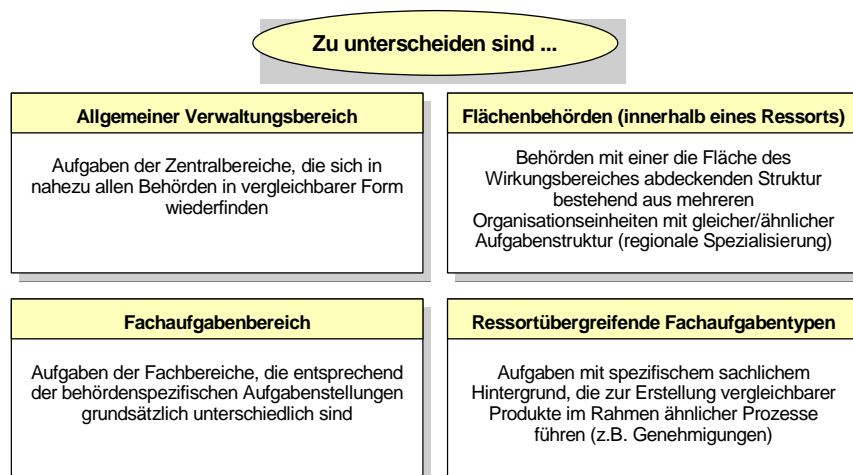 Zu unterscheiden sind ...
Allgemeiner Verwaltungsbereich
Aufgaben der Zentralbereiche, die sich in
nahezu allen Behörden in vergleichbarer Form
wiederfinden
Flächenbehörden (innerhalb eines Ressorts)
Behörden mit einer die Fläche des
Wirkungsbereiches abdeckenden Struktur
bestehend aus mehreren
Organisationseinheiten mit gleicher/ähnlicher
Aufgabenstruktur (regionale Spezialisierung)
Fachaufgabenbereich
Aufgaben der Fachbereiche, die entsprechend
der behördenspezifischen Aufgabenstellungen
grundsätzlich unterschiedlich sind
Ressortübergreifende Fachaufgabentypen
Aufgaben mit spezifischem sachlichem
Hintergrund, die zur Erstellung vergleichbarer
Produkte im Rahmen ähnlicher Prozesse
führen (z.B. Genehmigungen)